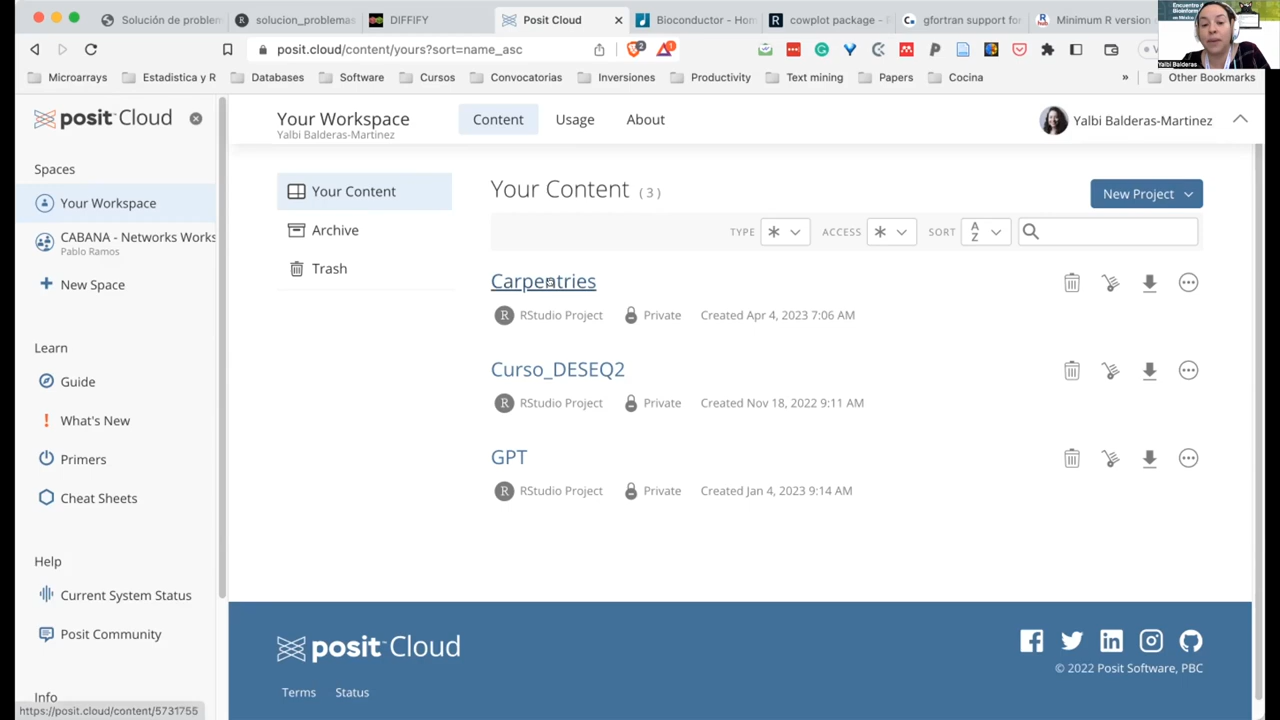 Solución de problem
solucion_problemas
DIFFIFY
Posit Cloud
Bioconductor - Hom
cowplot package - R
gfortran support for
Minimum R version
posit.cloud/content/yours?sort=name_asc
2
1
Microarrays
Estadistica y R
Databases
Software
Cursos
Convocatorias
Inversiones
Productivity
Text mining
Papers
Cocina
»
Other Bookmarks
Yalbi Balderas
posit Cloud
Your Workspace
Yalbi Balderas-Martinez
Content
Usage
About
Yalbi Balderas-Martinez
Spaces
Your Workspace
CABANA - Networks Works
Pablo Ramos
New Space
Learn
Guide
What's New
Primers
Cheat Sheets
Help
Current System Status
Posit Community
Info
https://posit.cloud/content/5731755
Your Content
Archive
Trash
Your Content ( 3 )
New Project
TYPE * ACCESS * SORT A Z
Carpentries
R RStudio Project Private Created Apr 4, 2023 7:06 AM
Curso_DESEQ2
R RStudio Project Private Created Nov 18, 2022 9:11 AM
GPT
R RStudio Project Private Created Jan 4, 2023 9:14 AM
posit Cloud
© 2022 Posit Software, PBC
Terms Status